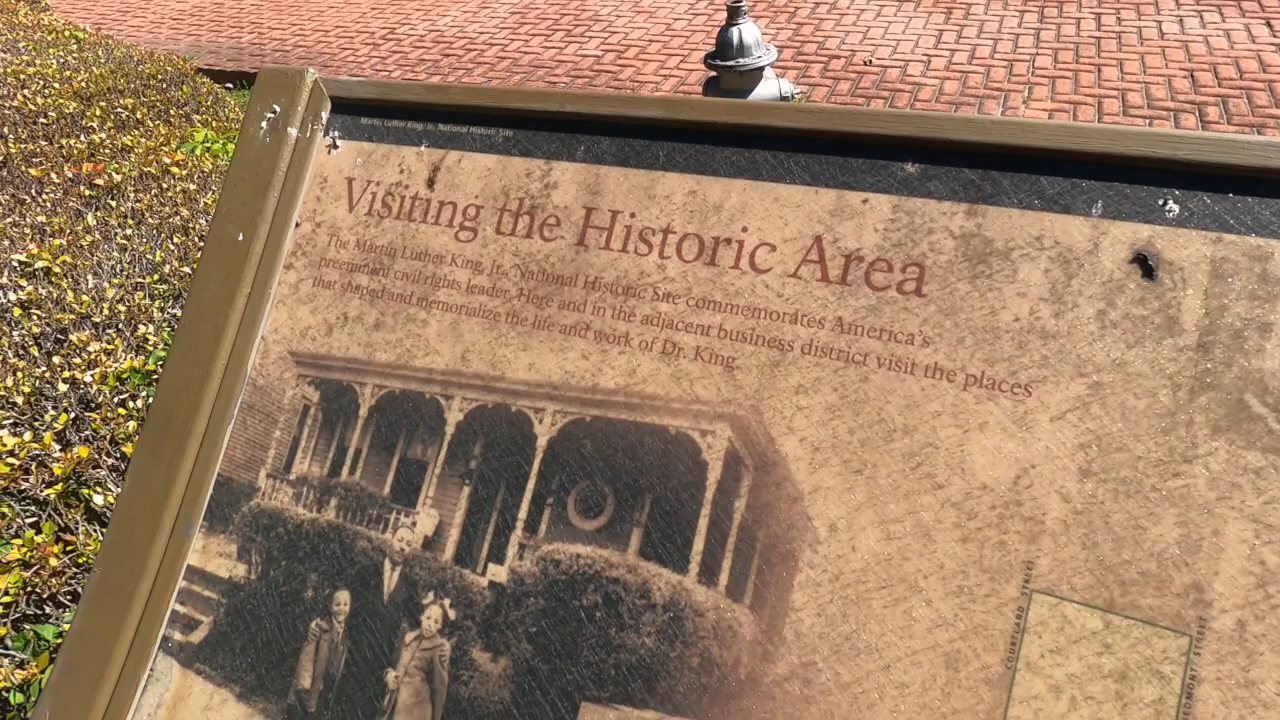 Martin Luther King, Jr. National Historic Site
Visiting the Historic Area
The Martin Luther King, Jr., National Historic Site commemorates America's
preeminent civil rights leader. Here and in the adjacent business district visit the places
that shaped and memorialize the life and work of Dr. King.
COURTLAND STREET
EDMONT STREET